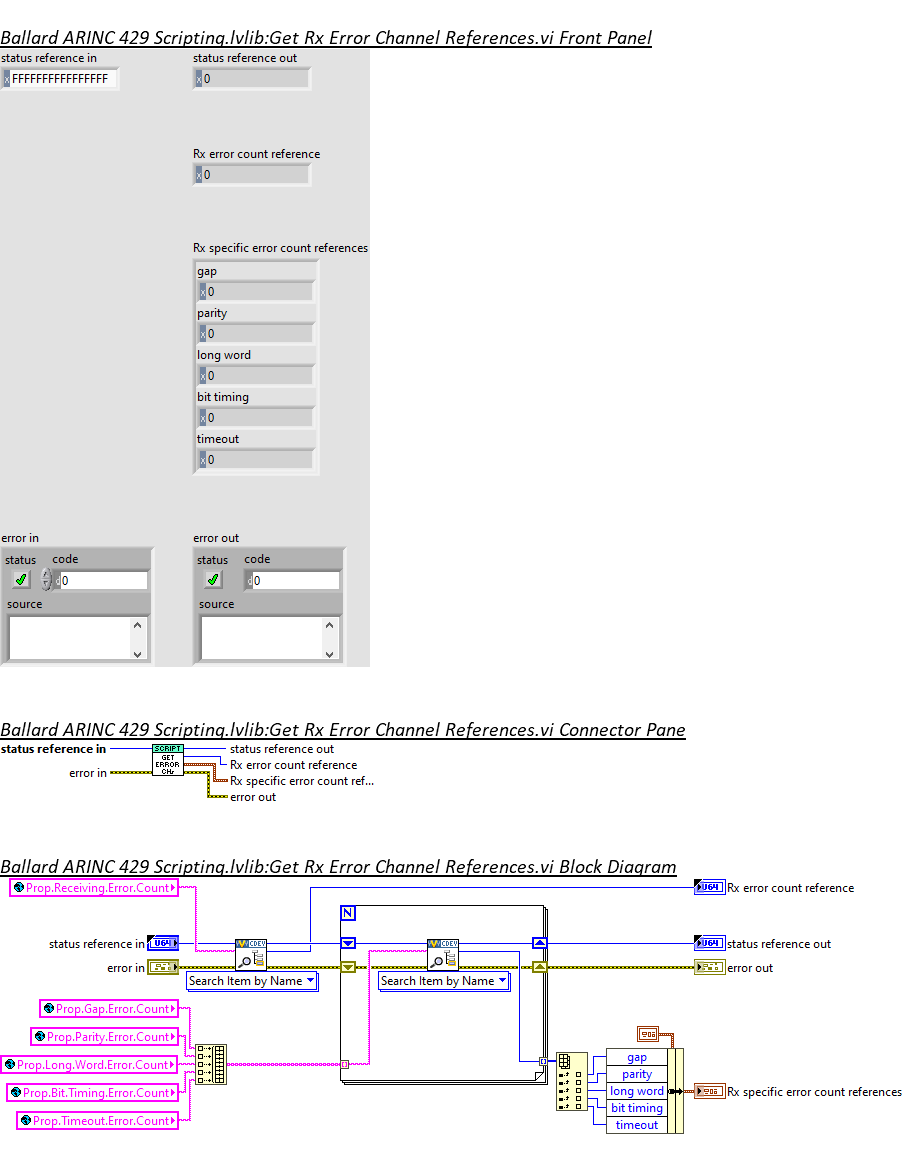 Ballard ARINC 429 Scripting.lvlib:Get Rx Error Channel References.vi Front Panel
status reference in
status reference out
x FFFFFFFFFFFFFFFF
x 0
Rx error count reference
x 0
Rx specific error count references
gap
x 0
parity
x 0
long word
x 0
bit timing
x 0
timeout
x 0
error in
error out
status code
status code
d 0
d 0
source
source
Ballard ARINC 429 Scripting.lvlib:Get Rx Error Channel References.vi Connector Pane
status reference in
SCRIPT
GET
ERROR
CHs
status reference out
Rx error count reference
error in
Rx specific error count ref...
error out
Ballard ARINC 429 Scripting.lvlib:Get Rx Error Channel References.vi Block Diagram
Prop.Receiving.Error.Count
U64 Rx error count reference
N
status reference in U64
CDEV
CDEV
U64 status reference out
error in
error out
Search Item by Name
Search Item by Name
Prop.Gap.Error.Count
Prop.Parity.Error.Count
Prop.Long.Word.Error.Count
Prop.Bit.Timing.Error.Count
Prop.Timeout.Error.Count
gap
parity
long word
bit timing
timeout
Rx specific error count references